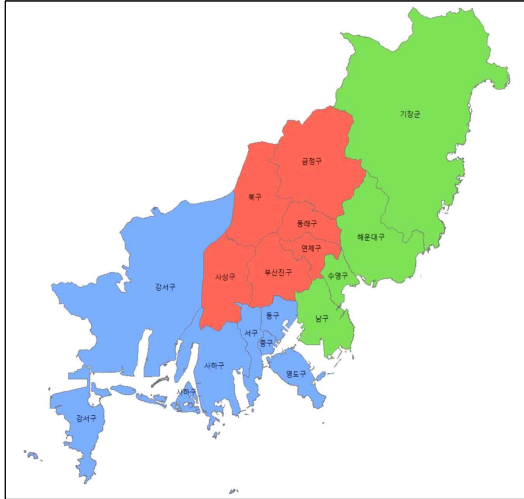 기장군
금정구
북구
동래구
해운대구
연제구
부산진구
수영구
사상구
강서구
동구
남구
서구
중구
사하구
영도구
사하구
강서구